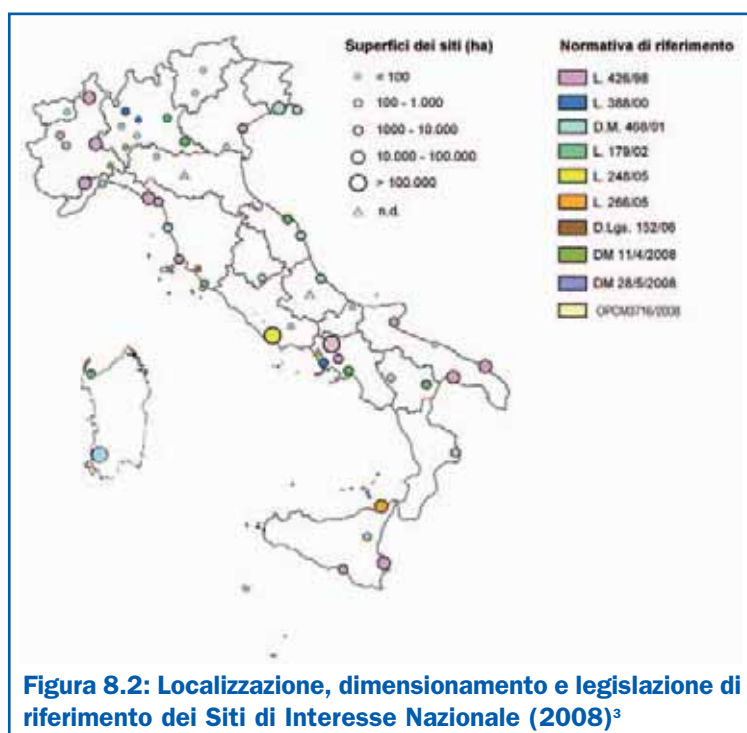 Superfici dei siti (ha)
< 100
100 - 1.000
1000 - 10.000
10.000 - 100.000
> 100.000
n.d.
Normativa di riferimento
L. 426/98
L. 388/00
D.M. 468/01
L. 179/02
L. 248/05
L. 266/05
D.Lgs. 152/06
DM 11/4/2008
DM 28/5/2008
OPCM3716/2008
Figura 8.2: Localizzazione, dimensionamento e legislazione di
riferimento dei Siti di Interesse Nazionale (2008)³